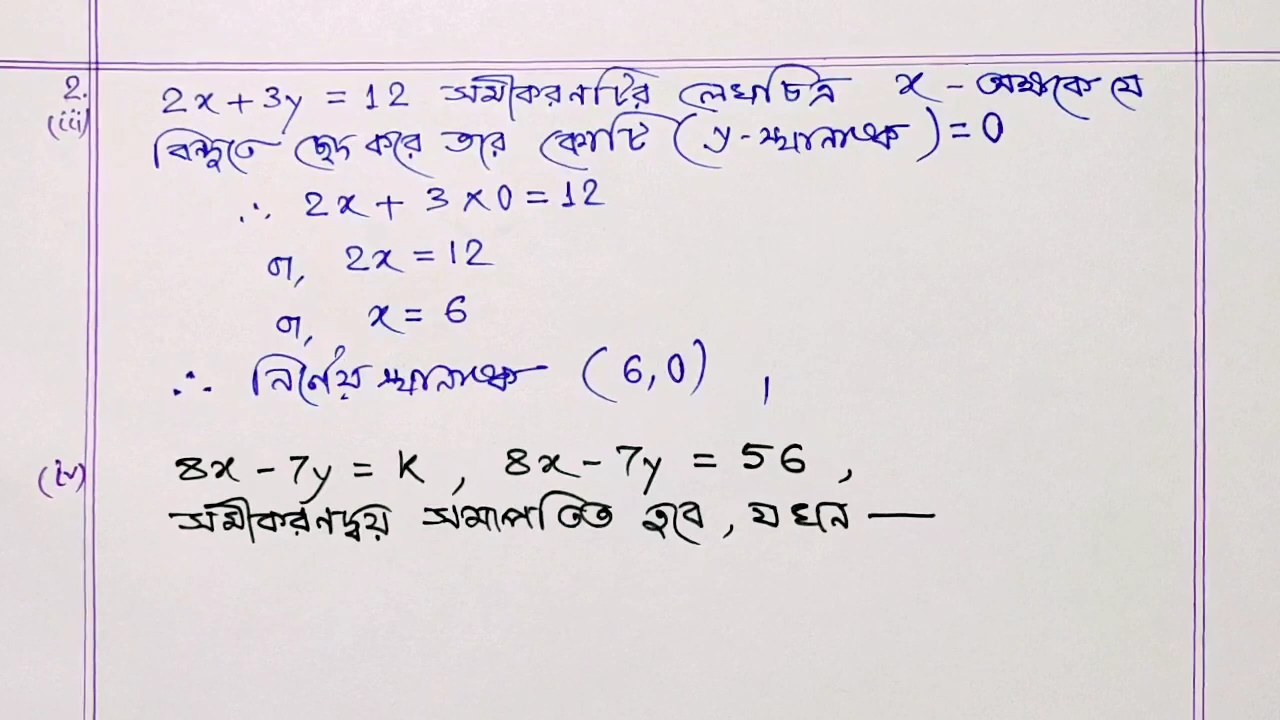 2. 2x + 3y = 12 সমীকরণটির লেখচিত্র x - অক্ষকে যে
(iii) বিন্দুতে ছেদ করে তার কোটি (y-স্থানাঙ্ক) = 0
∴ 2x + 3 × 0 = 12
বা, 2x = 12
বা, x = 6
∴ নির্ণেয় স্থানাঙ্ক (6,0) ।
(iv) 8x - 7y = K , 8x - 7y = 56 ,
সমীকরণদ্বয় সমাপতিত হবে , যখন —